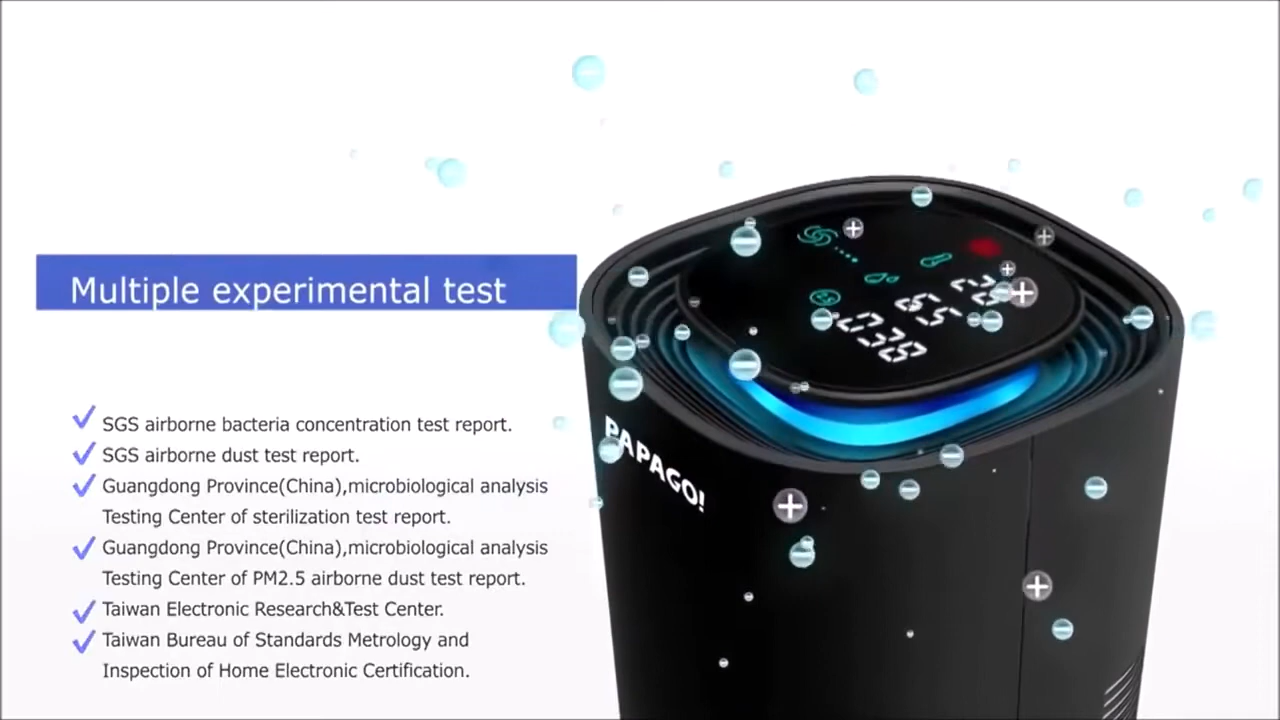 Multiple experimental test
SGS airborne bacteria concentration test report.
SGS airborne dust test report.
Guangdong Province(China),microbiological analysis
Testing Center of sterilization test report.
Guangdong Province(China),microbiological analysis
Testing Center of PM2.5 airborne dust test report.
Taiwan Electronic Research&Test Center.
Taiwan Bureau of Standards Metrology and
Inspection of Home Electronic Certification.
PAPAGO!
65
038